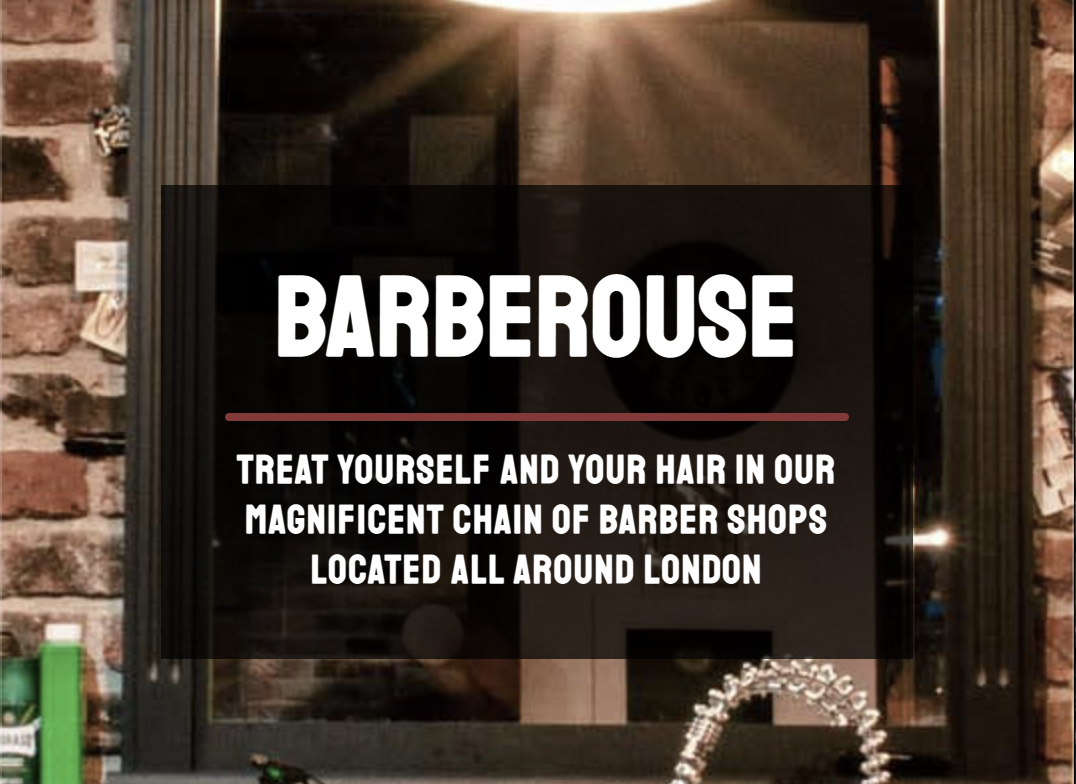 BARBEROUSE
TREAT YOURSELF AND YOUR HAIR IN OUR
MAGNIFICENT CHAIN OF BARBER SHOPS
LOCATED ALL AROUND LONDON